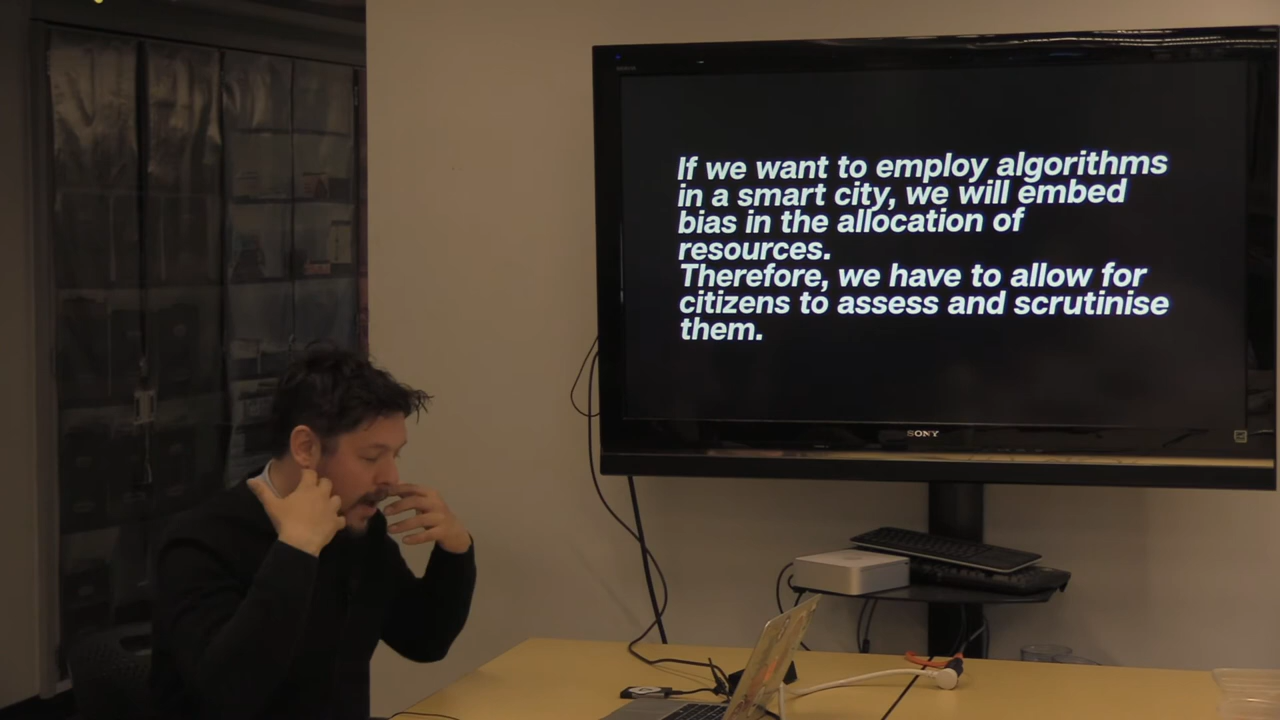 If we want to employ algorithms
in a smart city, we will embed
bias in the allocation of
resources.
Therefore, we have to allow for
citizens to assess and scrutinise
them.
SONY